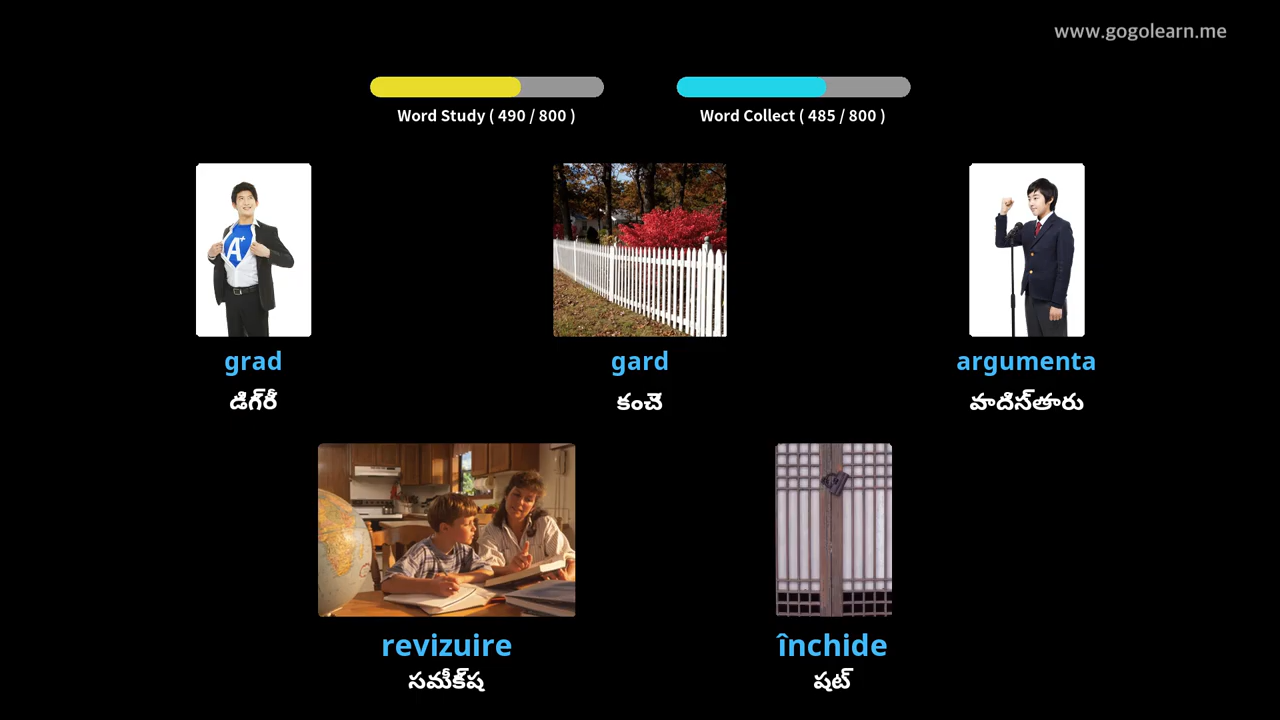 www.gogolearn.me
Word Study ( 490 / 800 )
Word Collect ( 485 / 800 )
A+
grad
gard
argumenta
డిగ్‌రీ
కంచె
వాదిస్‌తారు
revizuire
închide
సమీక్‌ష
షట్